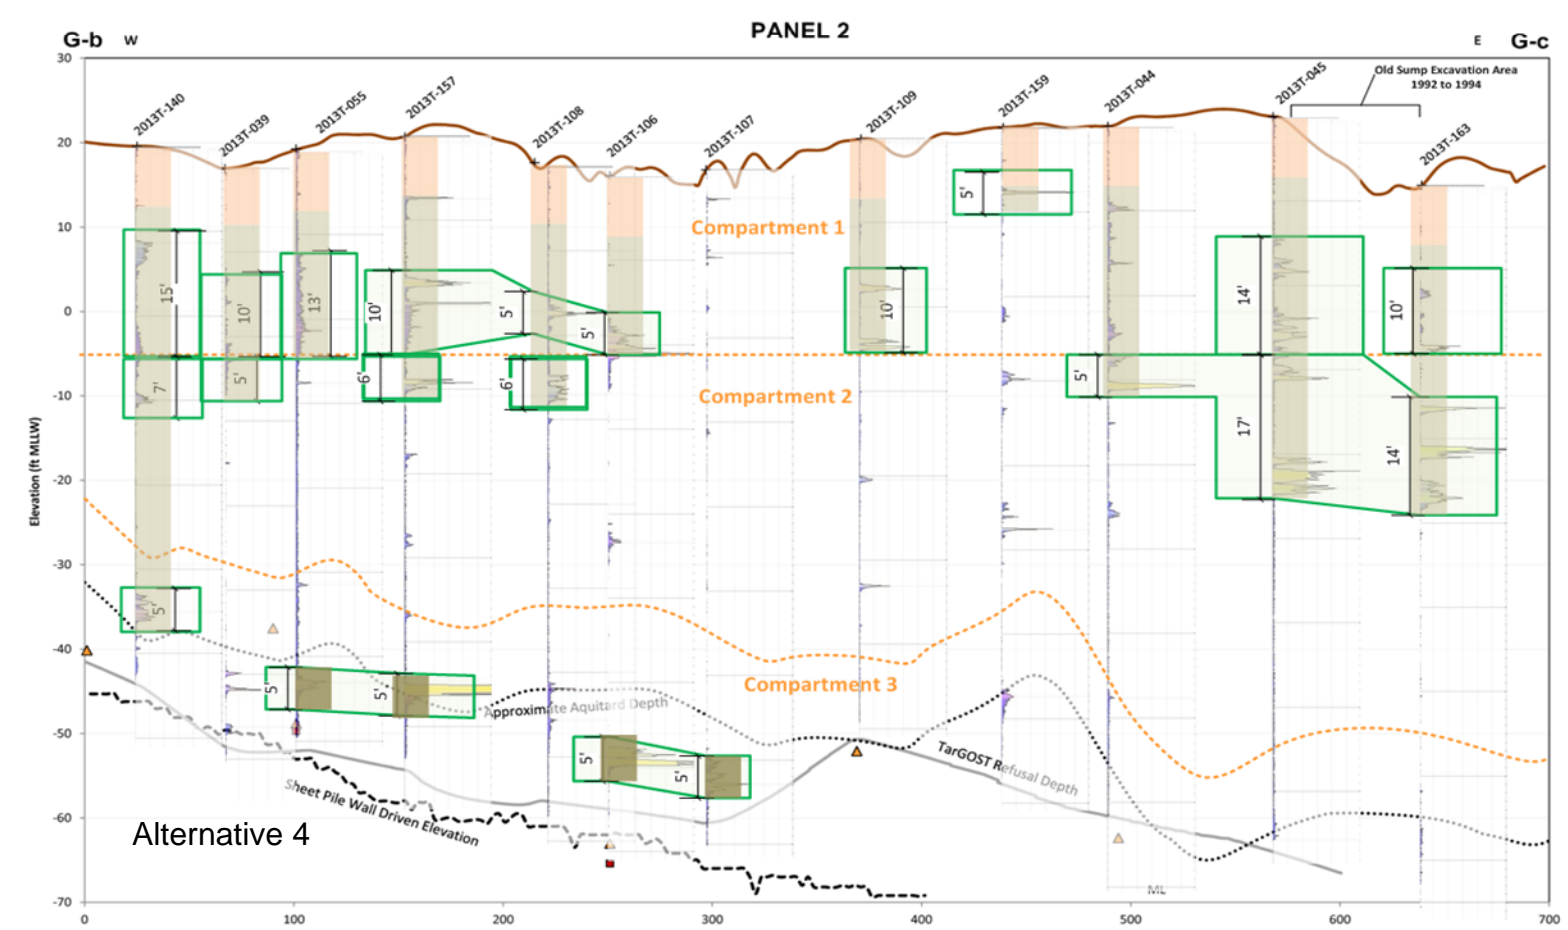 PANEL 2
G-b W
E G-c
Old Sump Excavation Area
1992 to 1994
2013T-140
2013T-039
2013T-055
2013T-157
2013T-108
2013T-106
2013T-107
2013T-109
2013T-159
2013T-044
2013T-045
2013T-163
Elevation (ft MLLW)
30
20
10
0
-10
-20
-30
-40
-50
-60
-70
Compartment 1
Compartment 2
Compartment 3
15'
10'
13'
10'
5'
5'
10'
5'
14'
10'
7'
5'
6'
6'
5'
17'
14'
5'
5'
5'
5'
5'
Approximate Aquitard Depth
TarGOST Refusal Depth
Sheet Pile Wall Driven Elevation
Alternative 4
ML
0
100
200
300
400
500
600
700